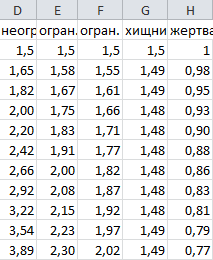 D E F G H
неогр огран. огран. хищни жертва
1,5 1,5 1,5 1,5 1
1,65 1,58 1,55 1,49 0,98
1,82 1,67 1,61 1,49 0,95
2,00 1,75 1,66 1,48 0,93
2,20 1,83 1,71 1,48 0,90
2,42 1,91 1,77 1,48 0,88
2,66 2,00 1,82 1,48 0,86
2,92 2,08 1,87 1,48 0,83
3,22 2,15 1,92 1,48 0,81
3,54 2,23 1,97 1,49 0,79
3,89 2,30 2,02 1,49 0,77